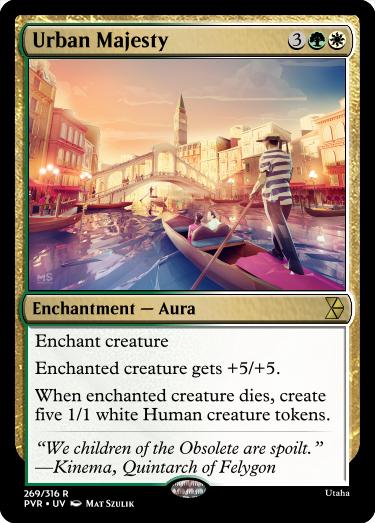 Urban Majesty 3
MS
Enchantment — Aura
Enchant creature
Enchanted creature gets +5/+5.
When enchanted creature dies, create
five 1/1 white Human creature tokens.
“We children of the Obsolete are spoilt.”
—Kinema, Quintarch of Felygon
269/316 R
Utaha
PVR • UV Mat Szulik